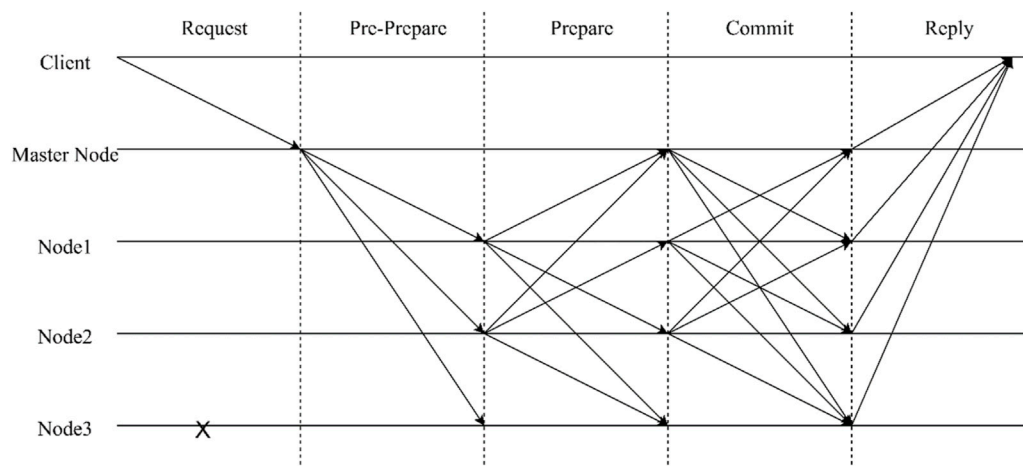 Request Pre-Prepare Prepare Commit Reply
Client
Master Node
Node1
Node2
Node3
X